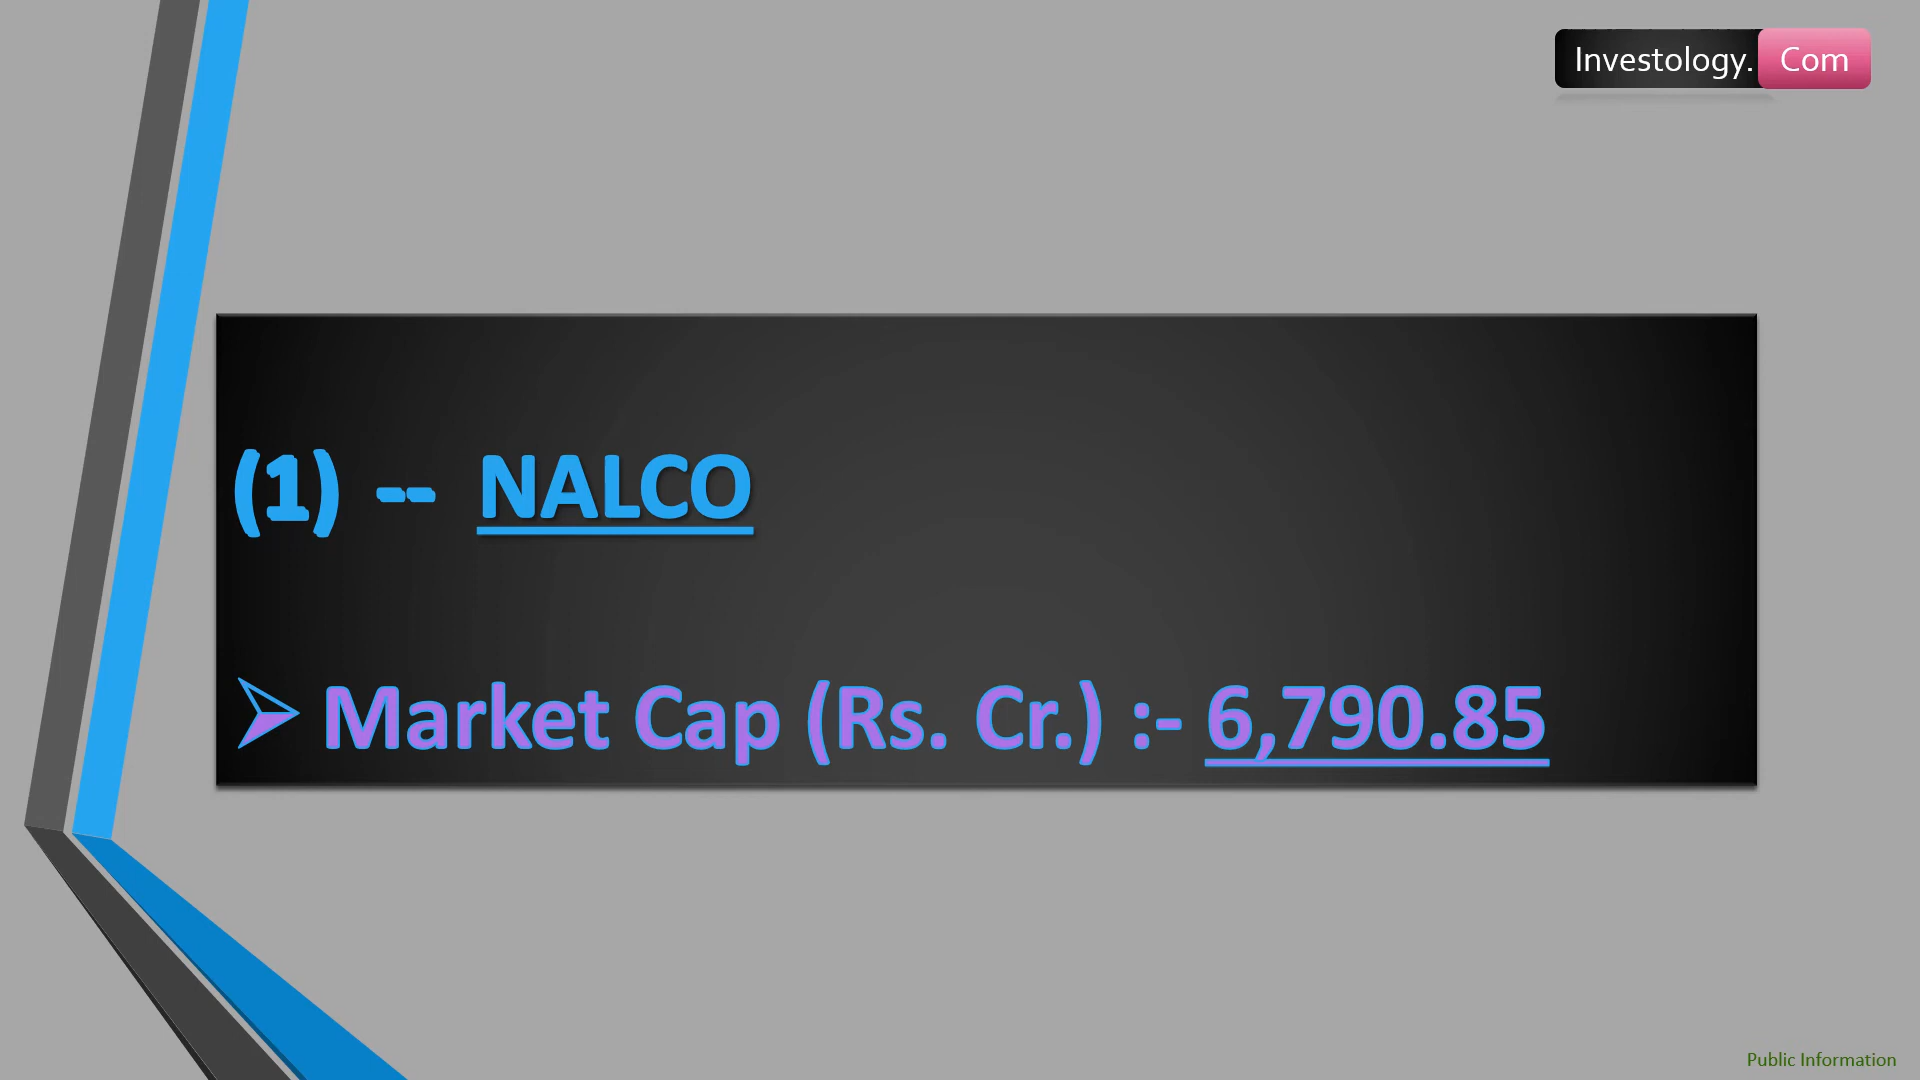 Investology. Com
(1) -- NALCO
➢ Market Cap (Rs. Cr.) :- 6,790.85
Public Information